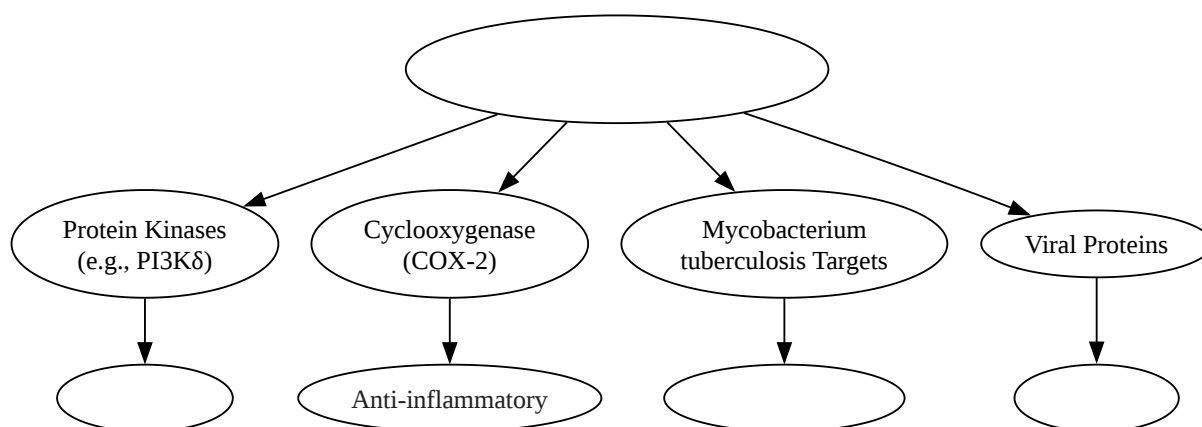 Protein Kinases
(e.g., PI3Kδ)
Cyclooxygenase
(COX-2)
Mycobacterium
tuberculosis Targets
Viral Proteins
Anti-inflammatory